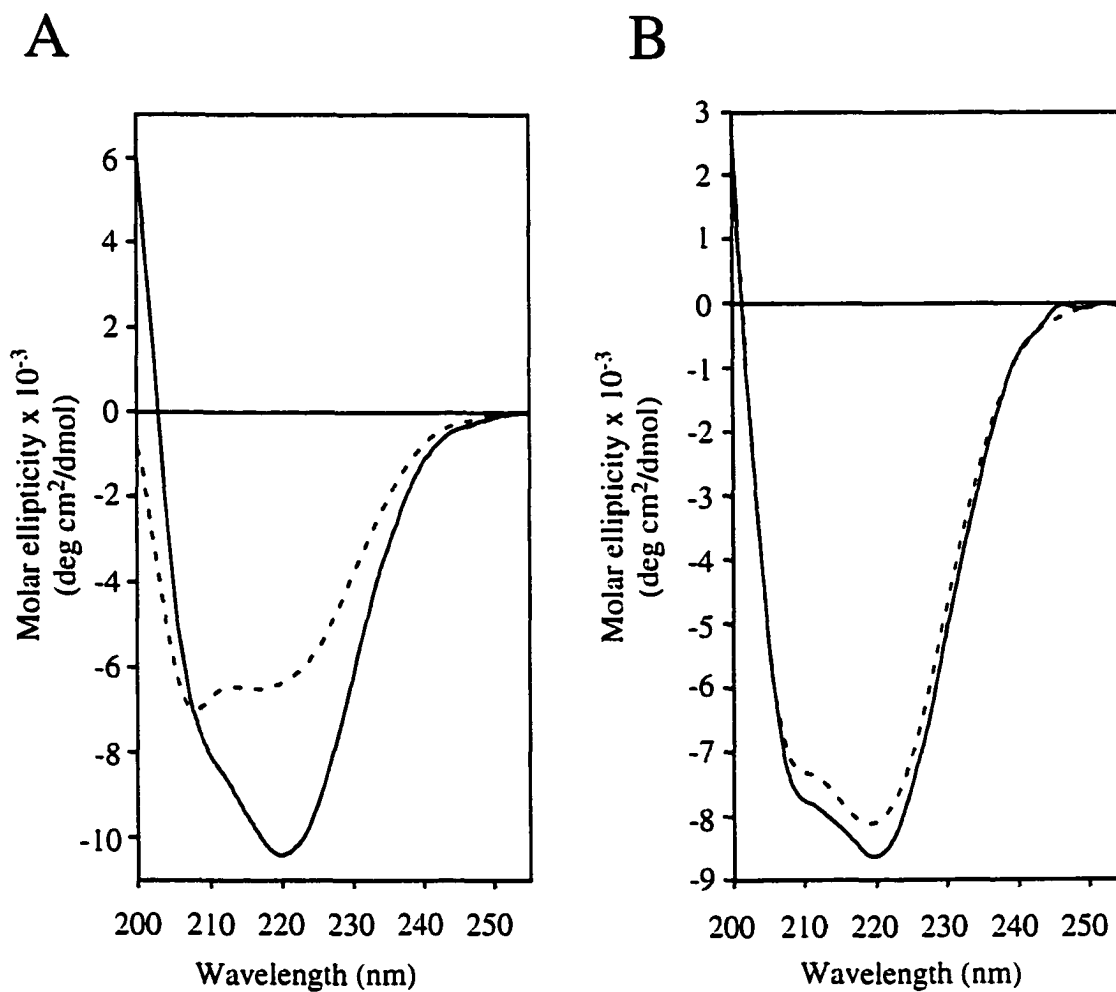 A
B
6
4
2
0
-2
-4
-6
-8
-10
Molar ellipticity x 10⁻³
(deg cm²/dmol)
200 210 220 230 240 250
Wavelength (nm)
3
2
1
0
-1
-2
-3
-4
-5
-6
-7
-8
-9
Molar ellipticity x 10⁻³
(deg cm²/dmol)
200 210 220 230 240 250
Wavelength (nm)